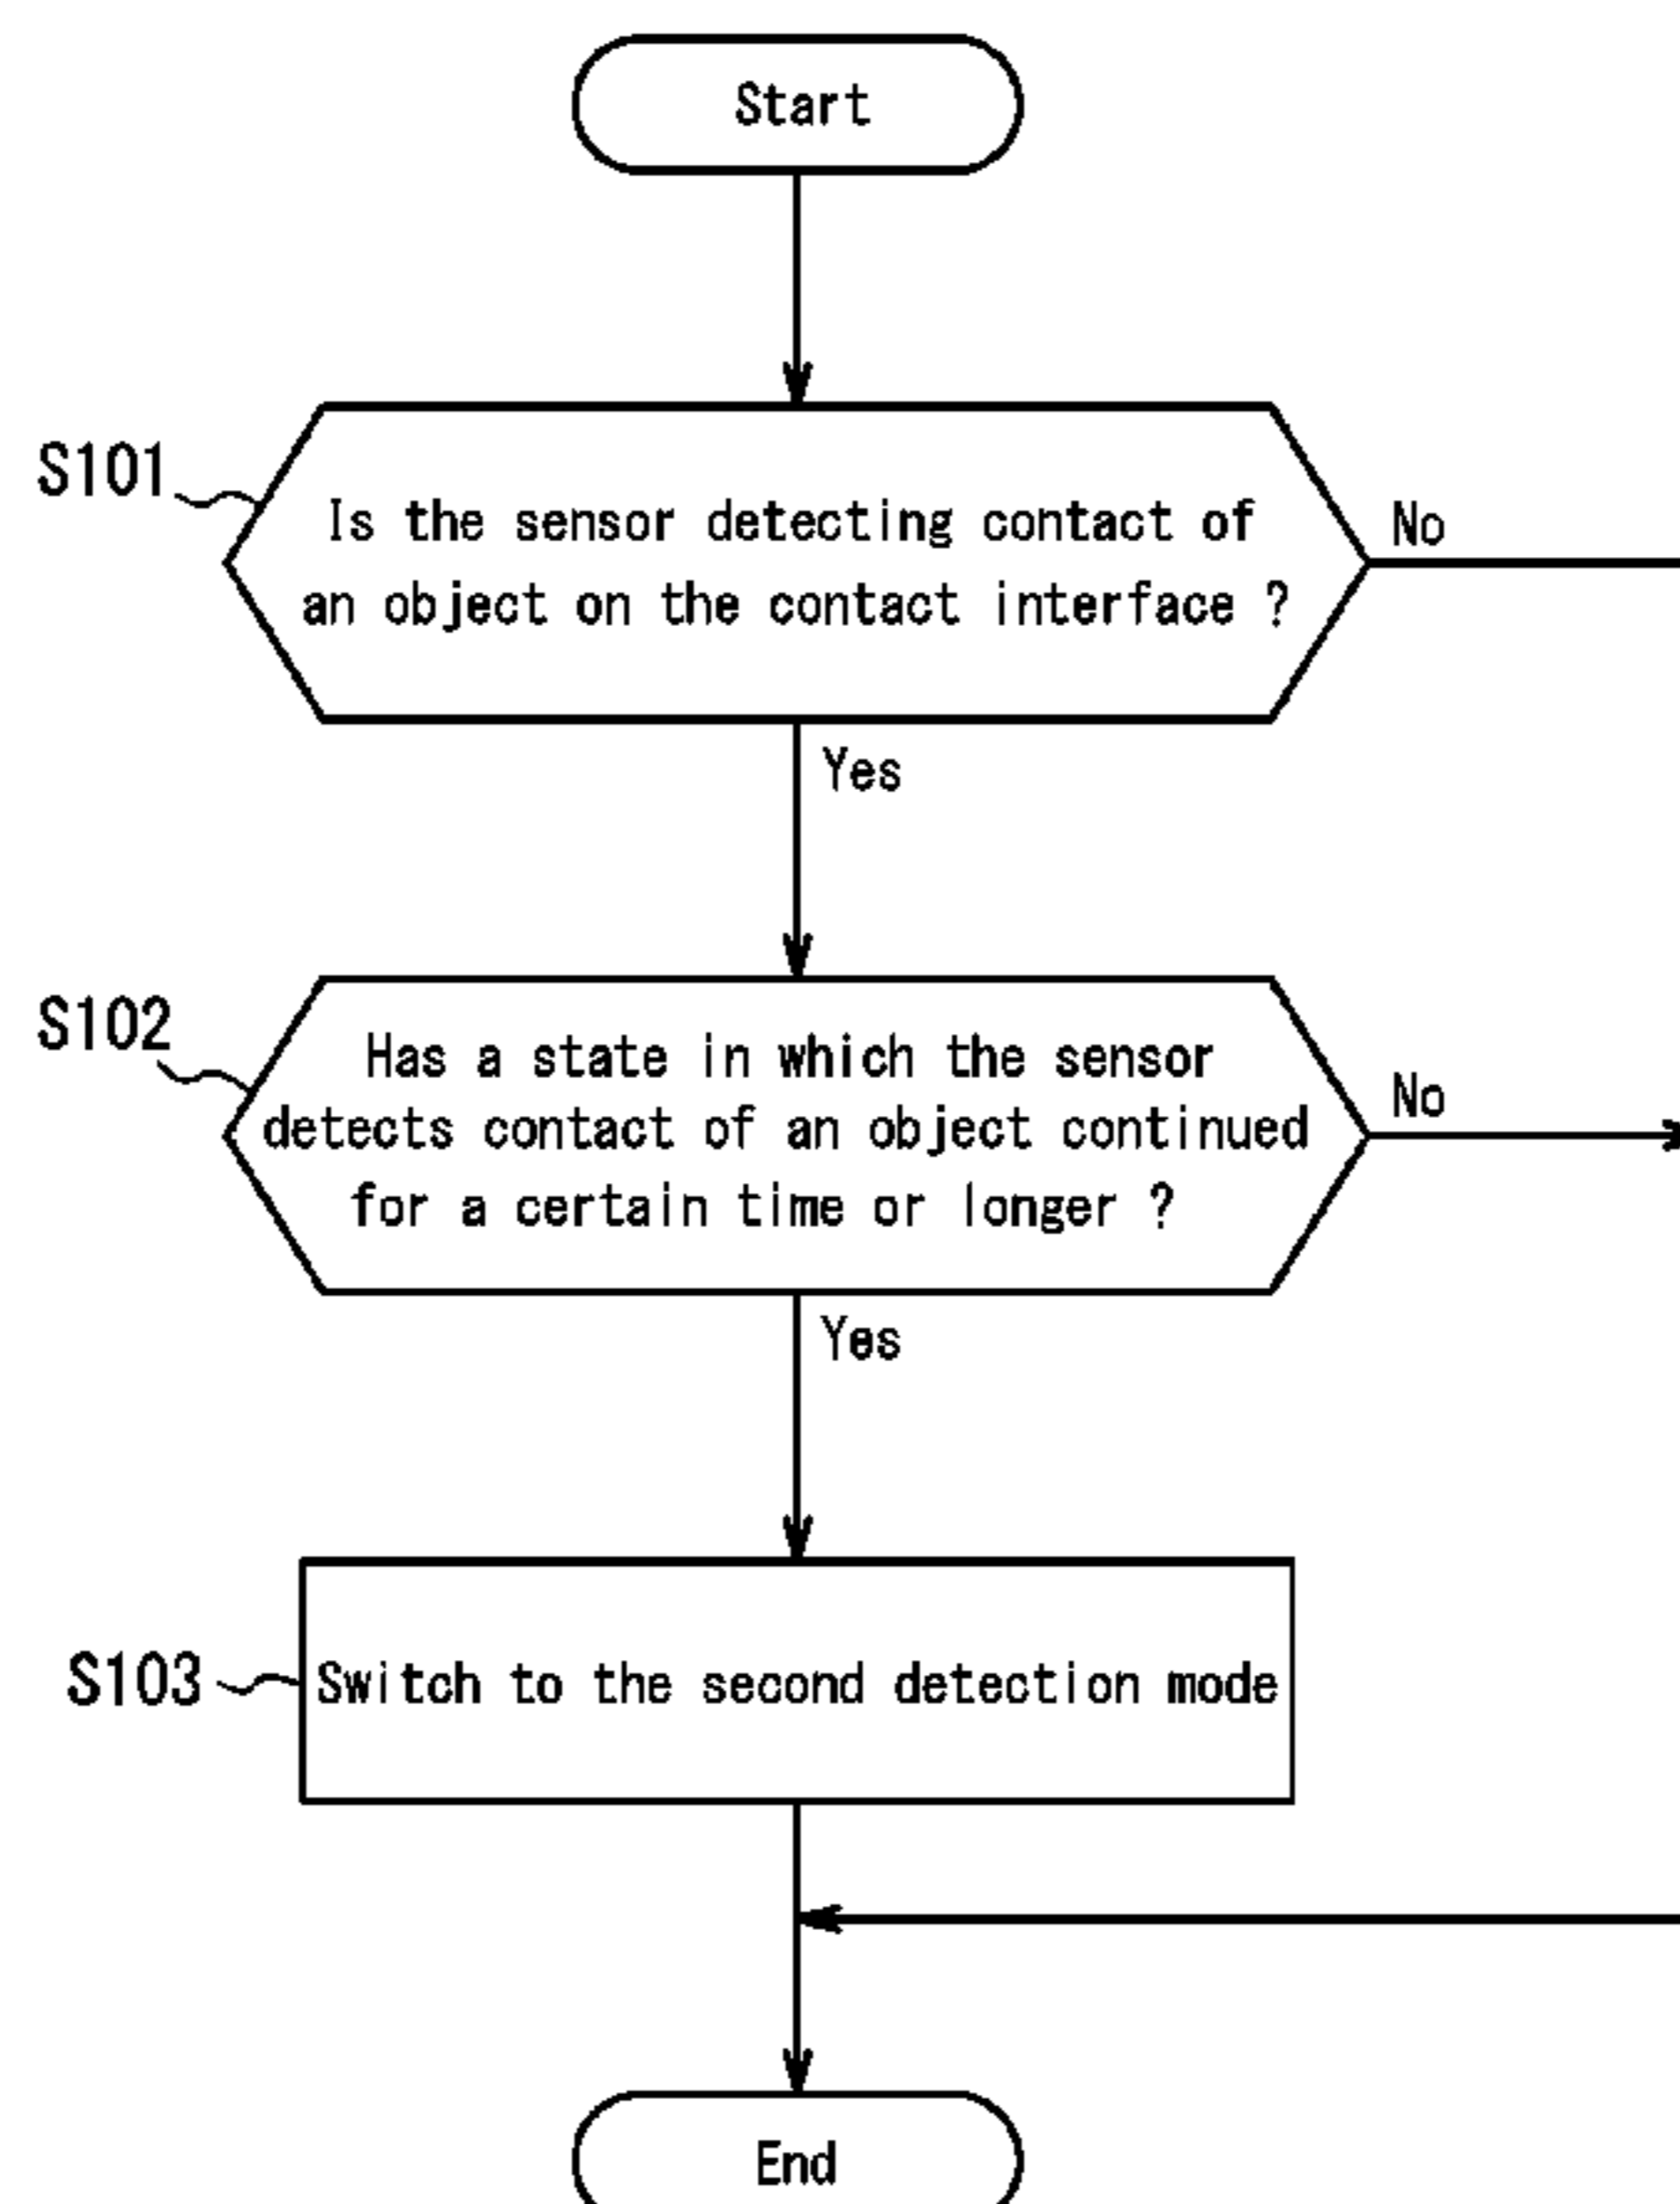 Start
S101
Is the sensor detecting contact of
an object on the contact interface ?
No
Yes
S102
Has a state in which the sensor
detects contact of an object continued
for a certain time or longer ?
No
Yes
S103
Switch to the second detection mode
End